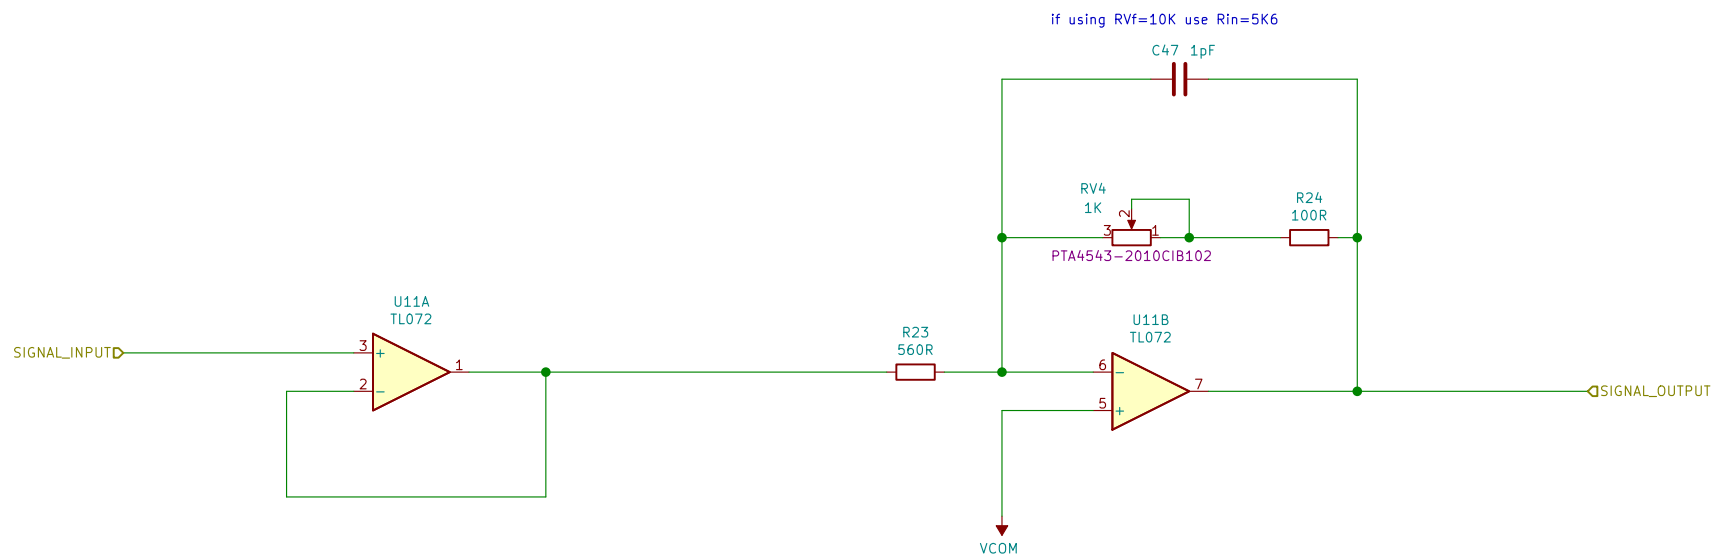 if using RVf=10K use Rin=5K6
C47 1pF
RV4
1K
2
3
1
PTA4543-2010CIB102
R24
100R
U11A
TL072
SIGNAL_INPUT
3
+
2
−
1
R23
560R
U11B
TL072
6
−
5
+
7
SIGNAL_OUTPUT
VCOM